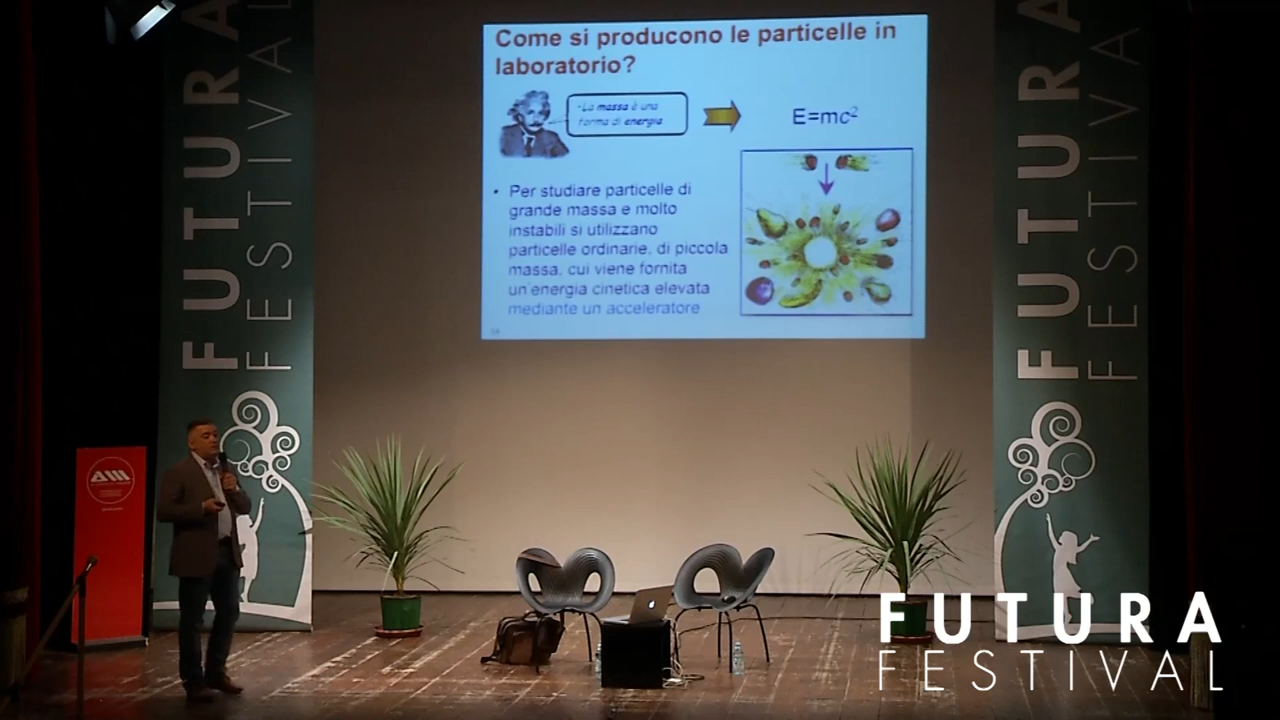 FUTURA
FESTIVAL
Come si producono le particelle in
laboratorio?
•La massa è una
forma di energia
E=mc²
• Per studiare particelle di
grande massa e molto
instabili si utilizzano
particelle ordinarie, di piccola
massa, cui viene fornita
un'energia cinetica elevata
mediante un acceleratore
FUTURA
FESTIVAL
FUTURA
FESTIVAL